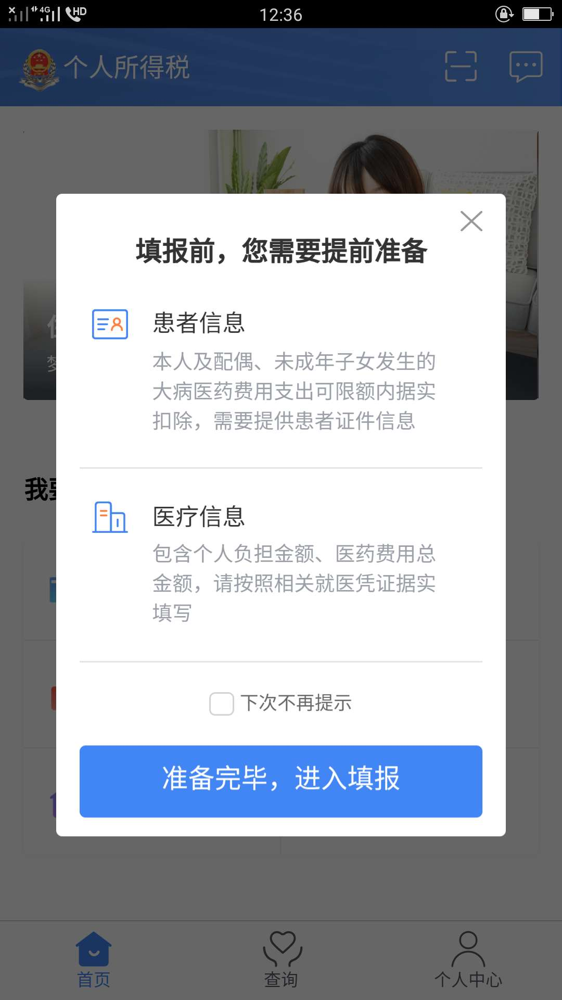 4G HD 12:36
个人所得税
填报前，您需要提前准备
患者信息
本人及配偶、未成年子女发生的
大病医药费用支出可限额内据实
扣除，需要提供患者证件信息
我要
医疗信息
包含个人负担金额、医药费用总
金额，请按照相关就医凭证据实
填写
下次不再提示
准备完毕，进入填报
首页
查询
个人中心